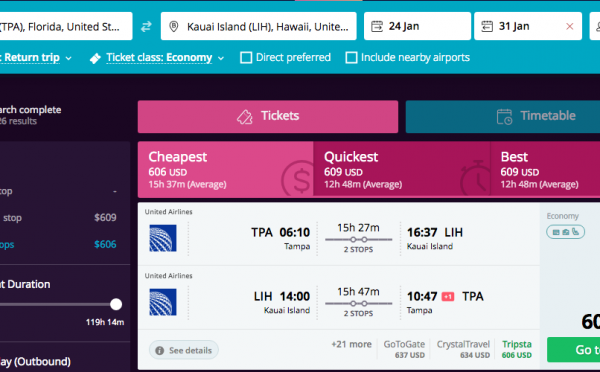 (TPA), Florida, United St...
Kauai Island (LIH), Hawaii, Unite...
24 Jan
31 Jan
: Return trip
Ticket class: Economy
Direct preferred
Include nearby airports
arch complete
26 results
Tickets
Timetable
Cheapest
606 USD
15h 37m (Average)
Quickest
609 USD
12h 48m (Average)
Best
609 USD
12h 48m (Average)
top
-
stop
$609
ops
$606
nt Duration
119h 14m
ay (Outbound)
United Airlines
TPA 06:10
Tampa
15h 27m
2 STOPS
16:37 LIH
Kauai Island
United Airlines
LIH 14:00
Kauai Island
15h 47m
2 STOPS
10:47 +1 TPA
Tampa
See details
+21 more
GoToGate
637 USD
CrystalTravel
634 USD
Tripsta
606 USD
Economy
60
Go t